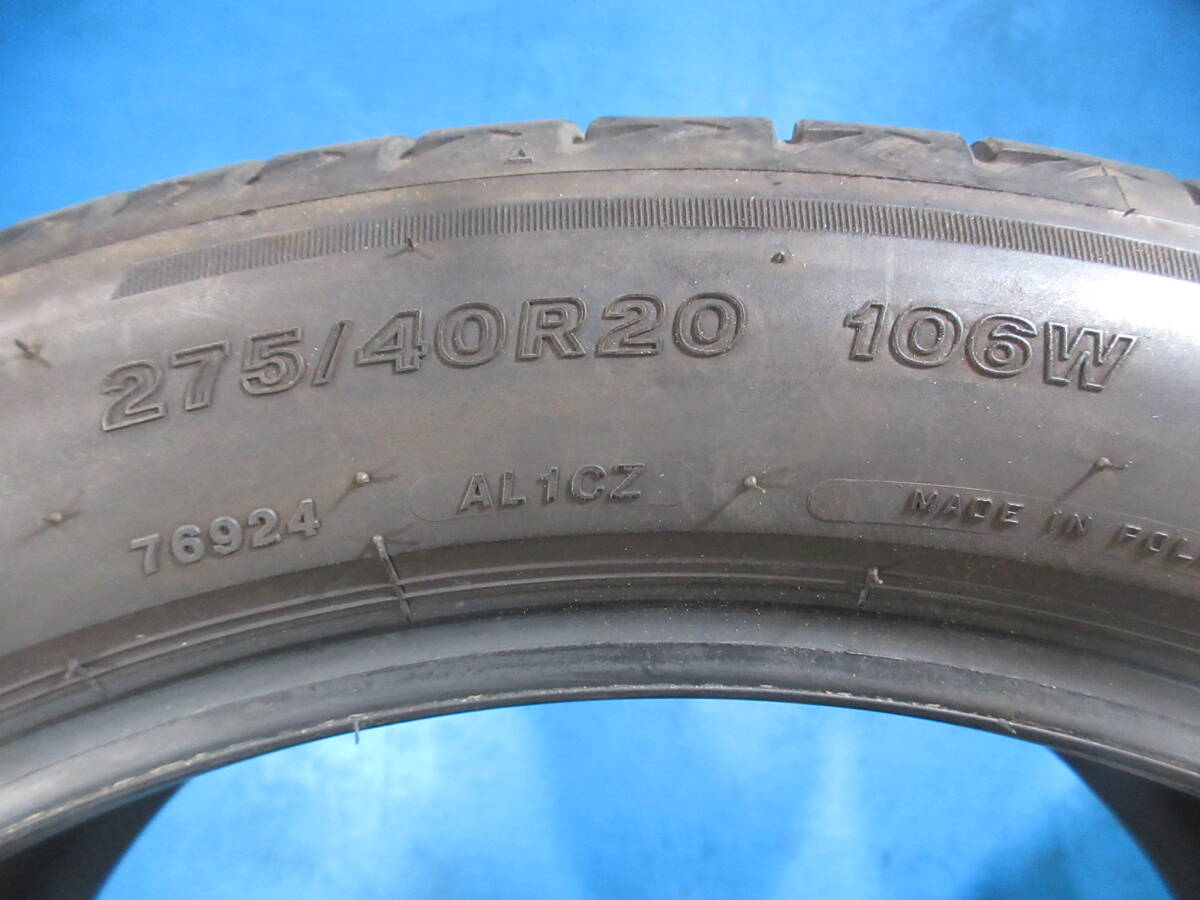 275/40R20 106W
76924 AL1CZ MADE IN POL